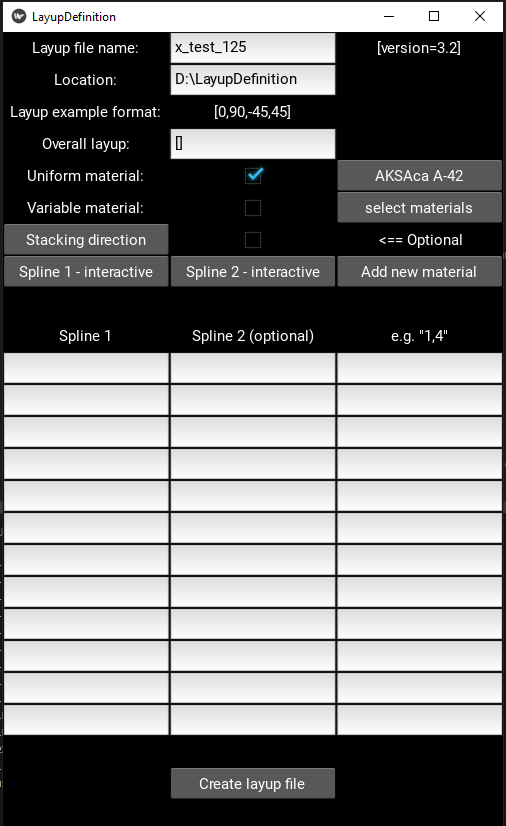 LayupDefinition
Layup file name: x_test_125 [version=3.2]
Location: D:\LayupDefinition
Layup example format: [0,90,-45,45]
Overall layup: []
Uniform material: AKSAca A-42
Variable material: select materials
Stacking direction <== Optional
Spline 1 - interactive Spline 2 - interactive Add new material
Spline 1 Spline 2 (optional) e.g. "1,4"
Create layup file